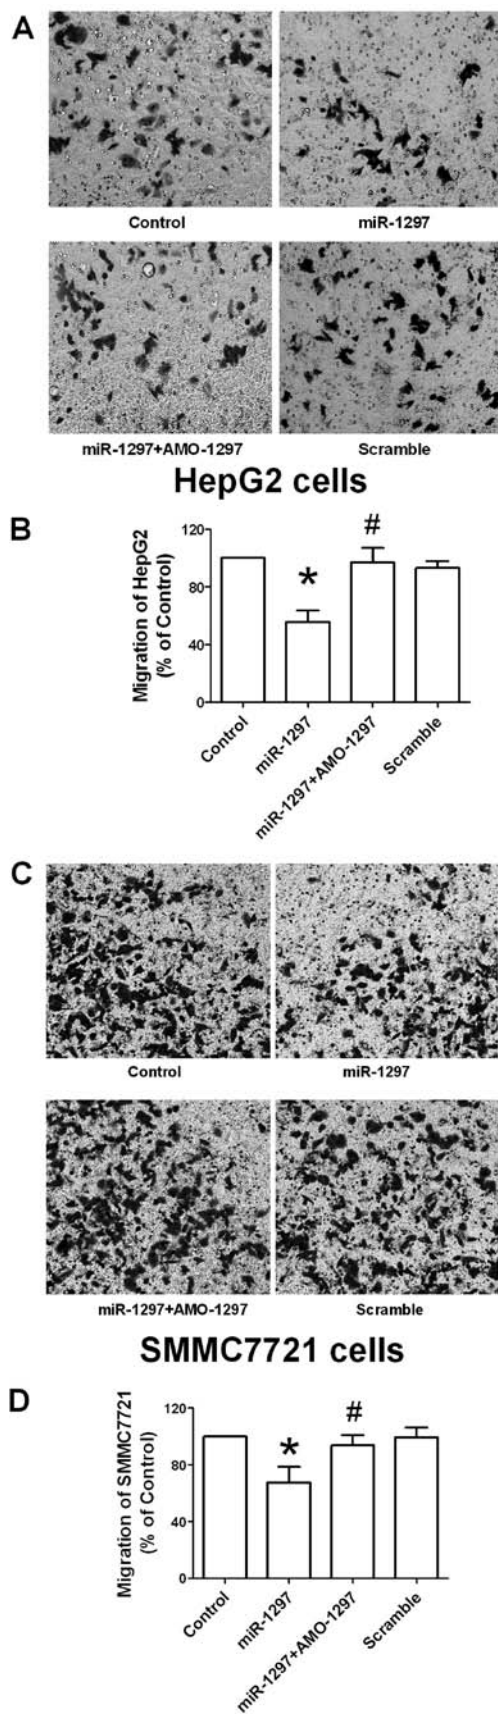 A
Control
miR-1297
miR-1297+AMO-1297
Scramble
HepG2 cells
B
Migration of HepG2
(% of Control)
120
80
40
0
*
#
Control
miR-1297
miR-1297+AMO-1297
Scramble
C
Control
miR-1297
miR-1297+AMO-1297
Scramble
SMMC7721 cells
D
Migration of SMMC7721
(% of Control)
120
80
40
0
*
#
Control
miR-1297
miR-1297+AMO-1297
Scramble